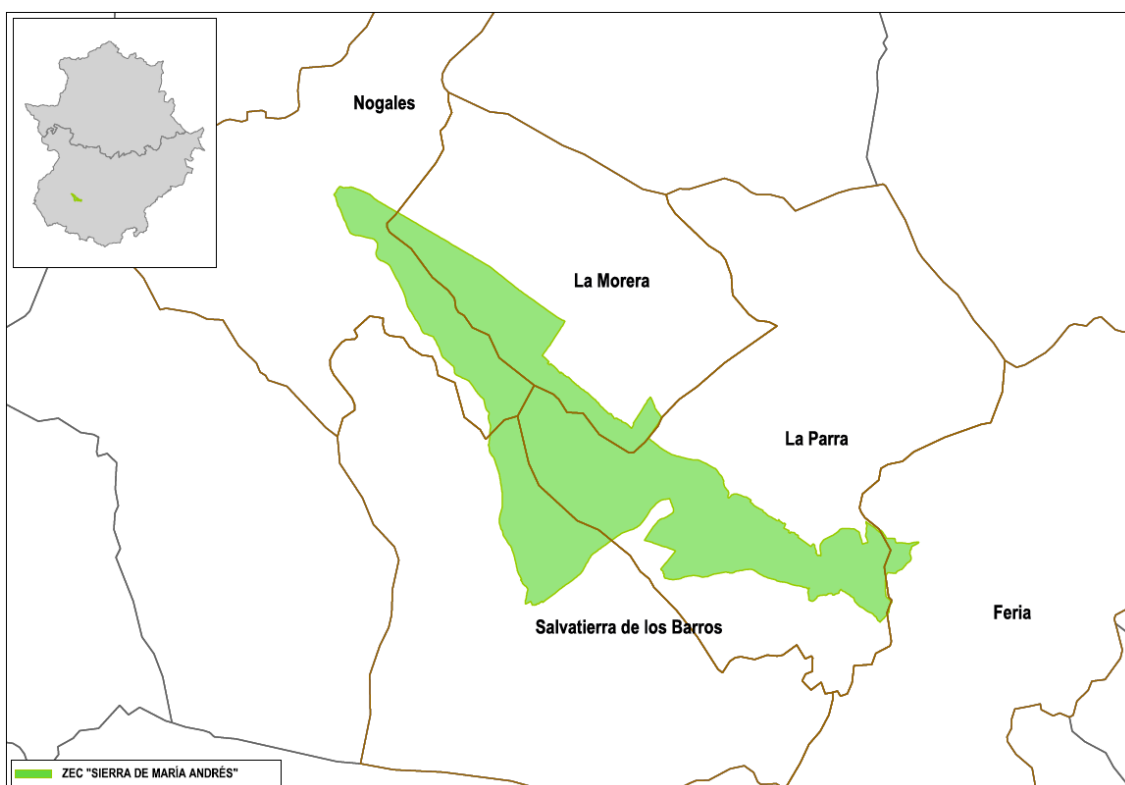 Nogales
La Morera
La Parra
Feria
Salvatierra de los Barros
ZEC "SIERRA DE MARÍA ANDRÉS"